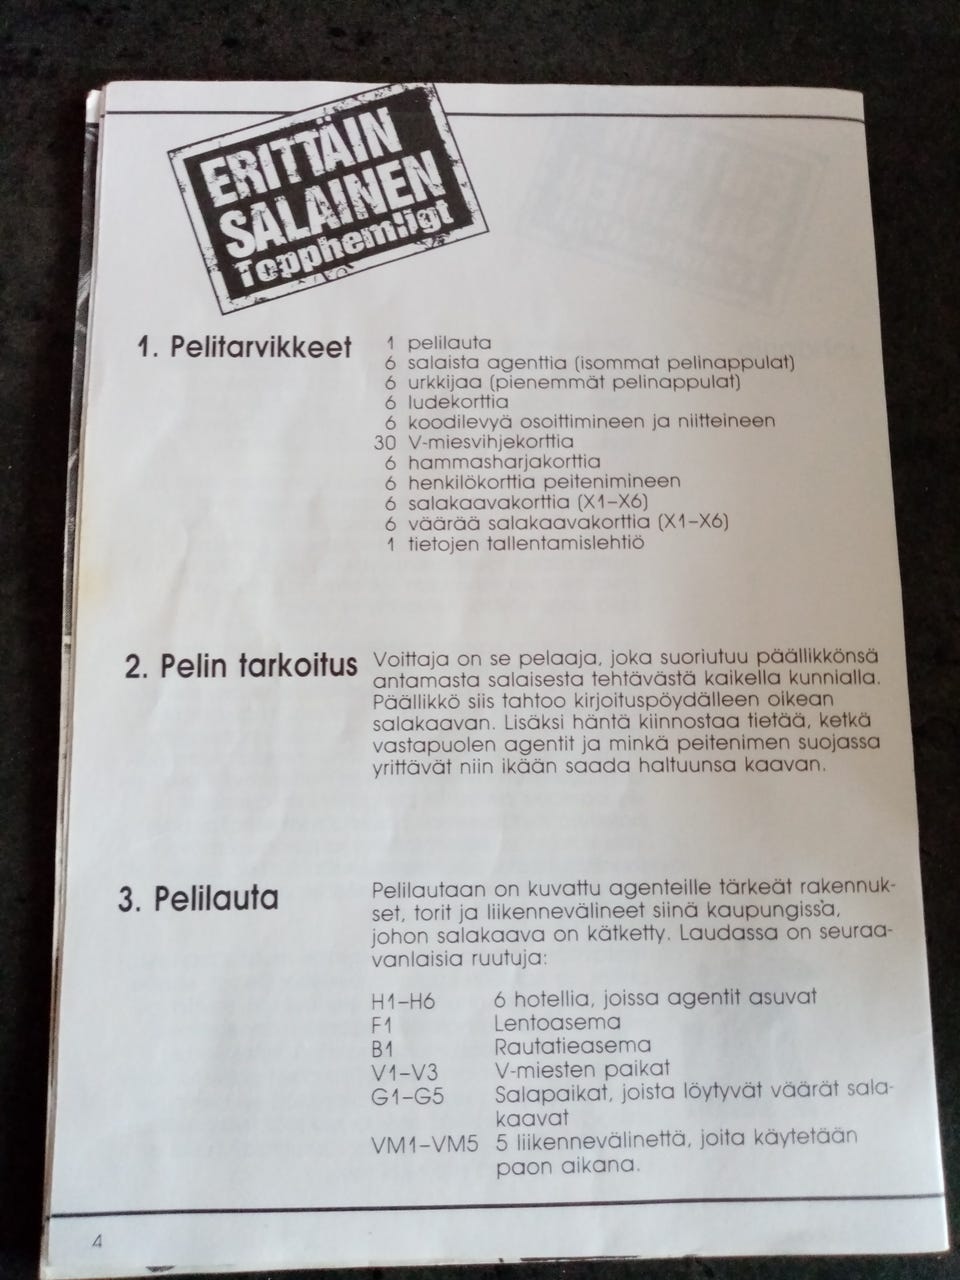 ERITTÄIN
SALAINEN
Topphemligt
1. Pelitarvikkeet
1 pelilauta
6 salaista agenttia (isommat pelinappulat)
6 urkkijaa (pienemmät pelinappulat)
6 ludekorttia
6 koodilevyä osoittimineen ja niitteineen
30 V-miesvihjekorttia
6 hammasharjakorttia
6 henkilökorttia peitenimineen
6 salakaavakorttia (X1–X6)
6 väärää salakaavakorttia (X1–X6)
1 tietojen tallentamislehtiö
2. Pelin tarkoitus
Voittaja on se pelaaja, joka suoriutuu päällikkönsä
antamasta salaisesta tehtävästä kaikella kunnialla.
Päällikkö siis tahtoo kirjoituspöydälleen oikean
salakaavan. Lisäksi häntä kiinnostaa tietää, ketkä
vastapuolen agentit ja minkä peitenimen suojassa
yrittävät niin ikään saada haltuunsa kaavan.
3. Pelilauta
Pelilautaan on kuvattu agenteille tärkeät rakennuk-
set, torit ja liikennevälineet siinä kaupungissa,
johon salakaava on kätketty. Laudassa on seuraa-
vanlaisia ruutuja:
H1–H6 6 hotellia, joissa agentit asuvat
F1 Lentoasema
B1 Rautatieasema
V1–V3 V-miesten paikat
G1–G5 Salapaikat, joista löytyvät väärät sala-
kaavat
VM1–VM5 5 liikennevälinettä, joita käytetään
paon aikana.
4